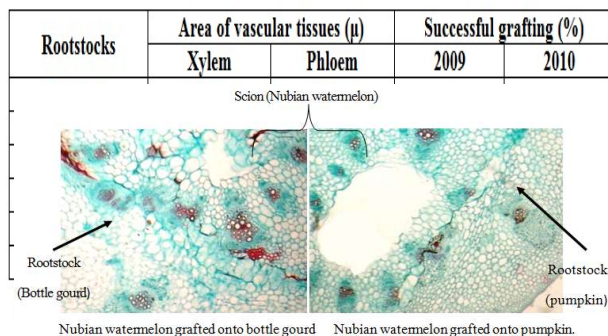 Rootstocks
Area of vascular tissues (µ)
Successful grafting (%)
Xylem
Phloem
2009
2010
Scion (Nubian watermelon)
Rootstock
(Bottle gourd)
Rootstock
(pumpkin)
Nubian watermelon grafted onto bottle gourd
Nubian watermelon grafted onto pumpkin.